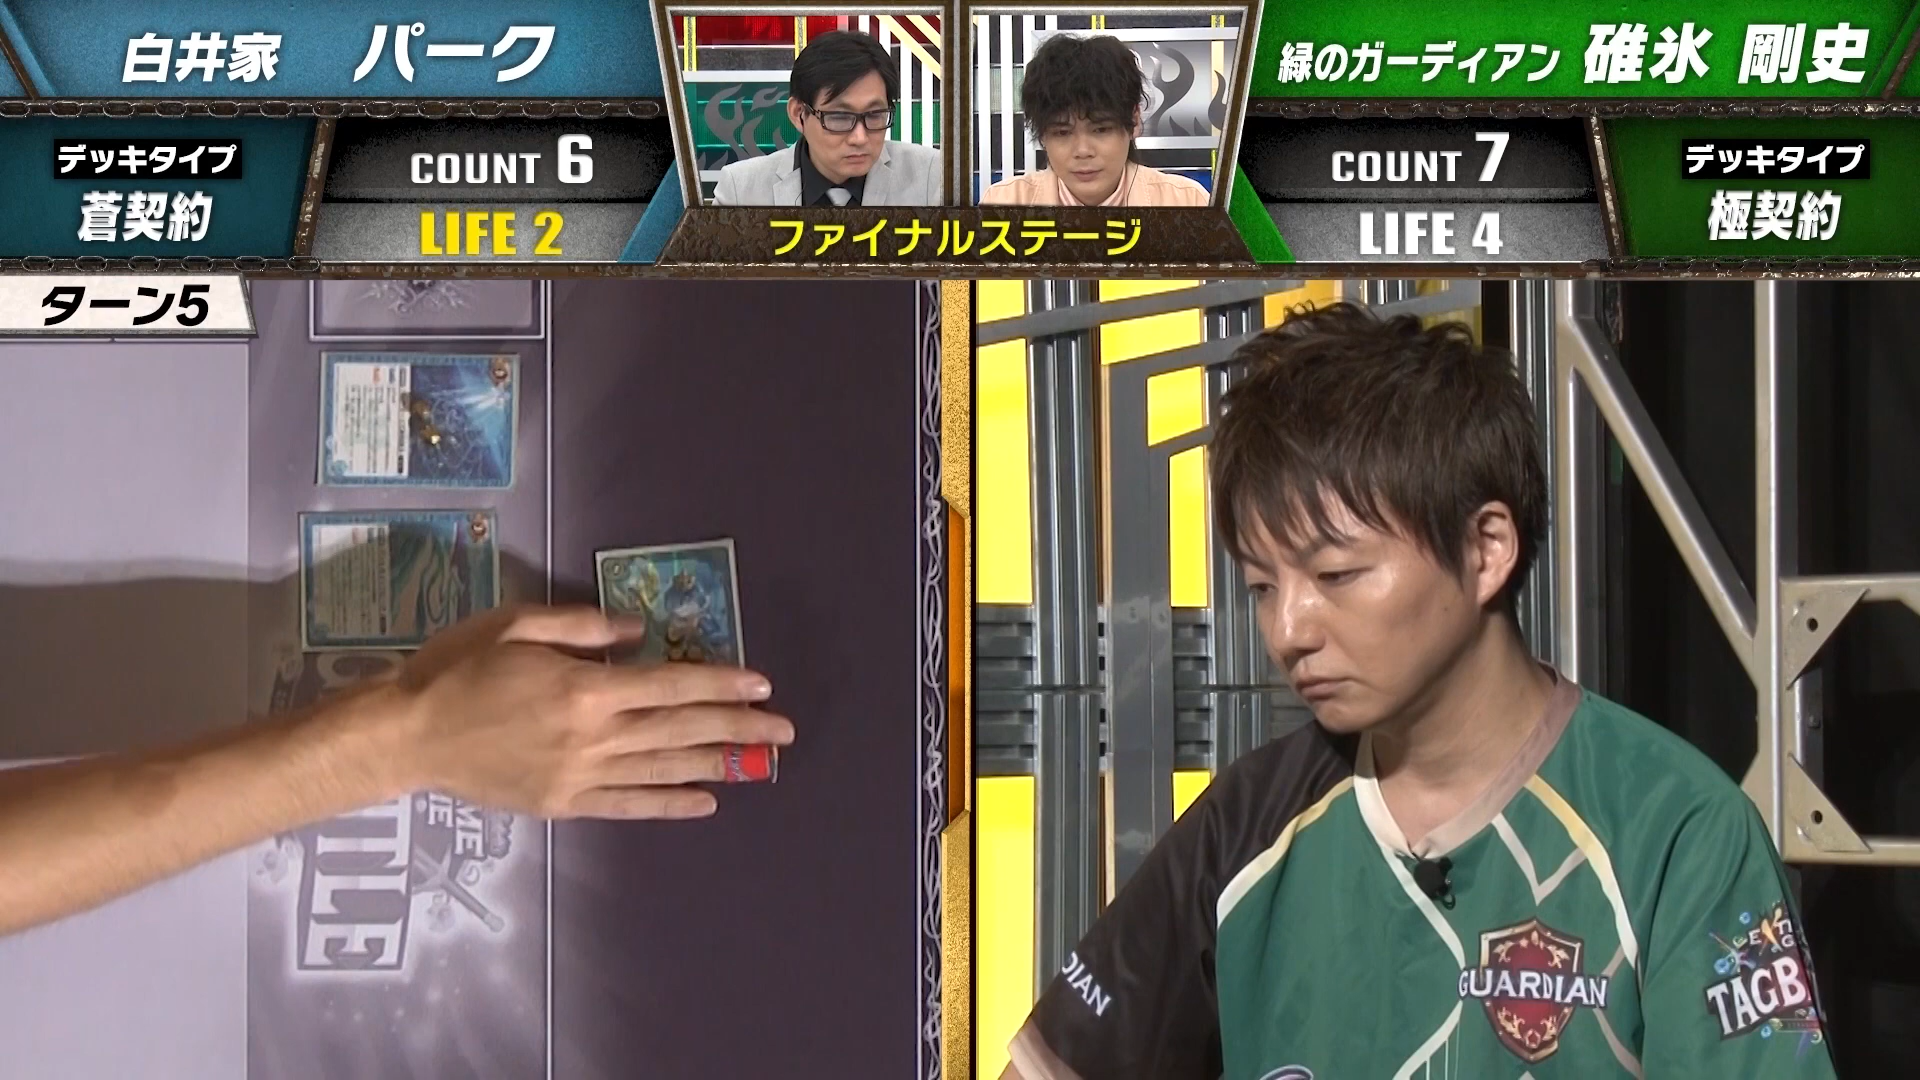 白井家 パーク
緑のガーディアン 碓氷 剛史
デッキタイプ
蒼契約
COUNT 6
LIFE 2
ファイナルステージ
COUNT 7
LIFE 4
デッキタイプ
極契約
ターン5
GUARDIAN
DIAN
TAGB